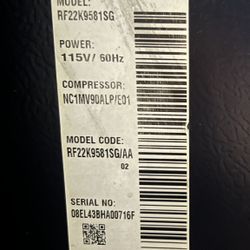 MODEL:
RF22K9581SG
POWER:
115V/ 60Hz
COMPRESSOR:
NC1MV90ALP/E01
MODEL CODE:
RF22K9581SG/AA
02
SERIAL NO:
08EL43BHA00716F